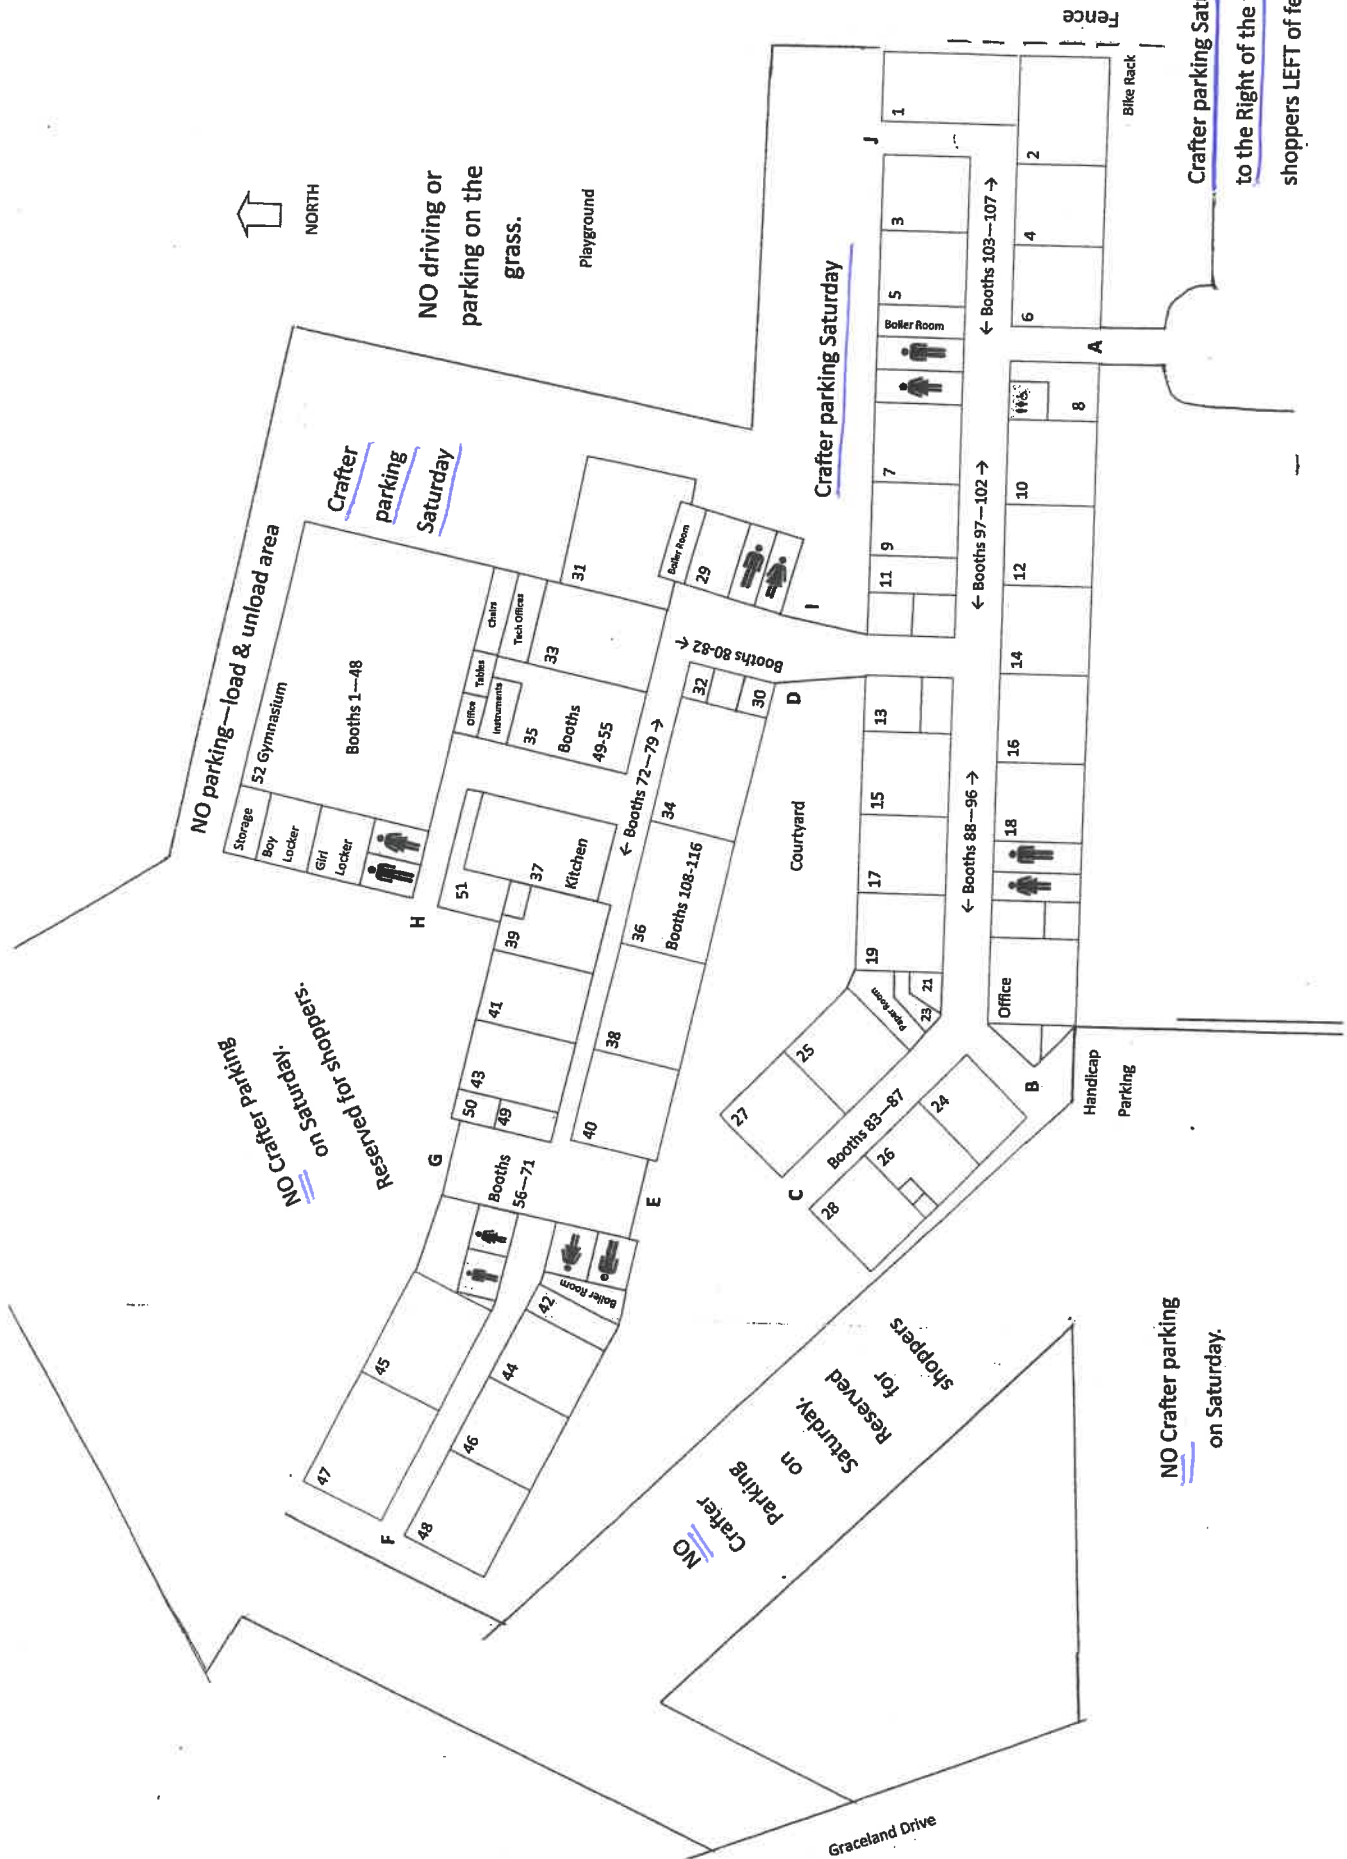 NO parking—load & unload area
NORTH
NO driving or
parking on the
grass.
Playground
Crafter
parking
Saturday
Storage
Boy
Locker
Girl
Locker
52 Gymnasium
Booths 1—48
Office
Tables
Chairs
Instruments
Tech Offices
31
33
35
Booths
49-55
Boiler Room
29
I
H
51
37
Kitchen
39
41
43
50
49
← Booths 72—79 →
Booths 80-82 →
32
30
D
34
36
Booths 108-116
38
40
NO Crafter Parking
on Saturday.
Reserved for shoppers.
G
Booths
56—71
E
45
47
Boiler Room
42
44
46
48
F
Courtyard
Crafter parking Saturday
J
1
3
5
Boiler Room
7
9
11
13
15
17
19
Paper Room
21
23
25
27
C
Booths 83—87
24
26
28
B
← Booths 88—96 →
← Booths 97—102 →
← Booths 103—107 →
2
4
6
A
8
10
12
14
16
18
Office
Handicap
Parking
Bike Rack
Fence
Crafter parking Satu
to the Right of the
shoppers LEFT of fe
NO
Crafter
Parking
on
Saturday.
Reserved
for
shoppers
NO Crafter parking
on Saturday.
Graceland Drive